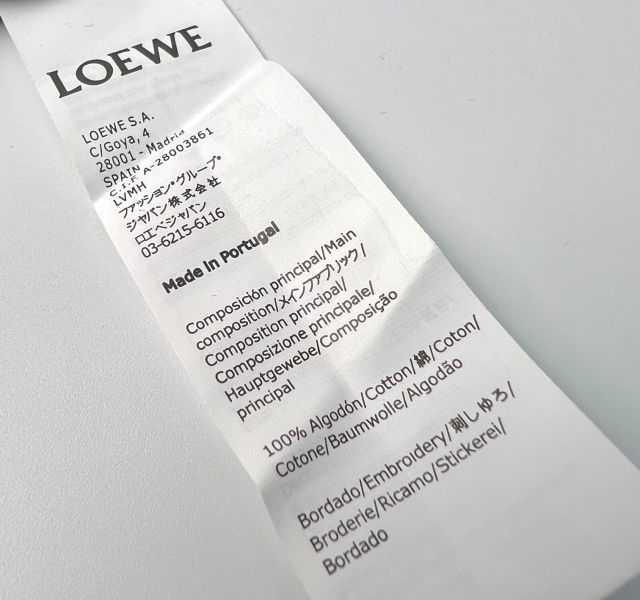 LOEWE
LOEWE S.A.
C/Goya, 4
28001 - Madrid
SPAIN
C.I.F. A-28003861
LVMH
ファッション・グループ・
ジャパン株式会社
ロエベジャパン
03-6215-6116
Made in Portugal
Composición principal/Main
composition/メインファブリック/
Composition principal/
Composizione principale/
Hauptgewebe/Composição
principal
100% Algodón/Cotton/綿/Coton/
Cotone/Baumwolle/Algodão
Bordado/Embroidery/刺しゆろ/
Broderie/Ricamo/Stickerei/
Bordado